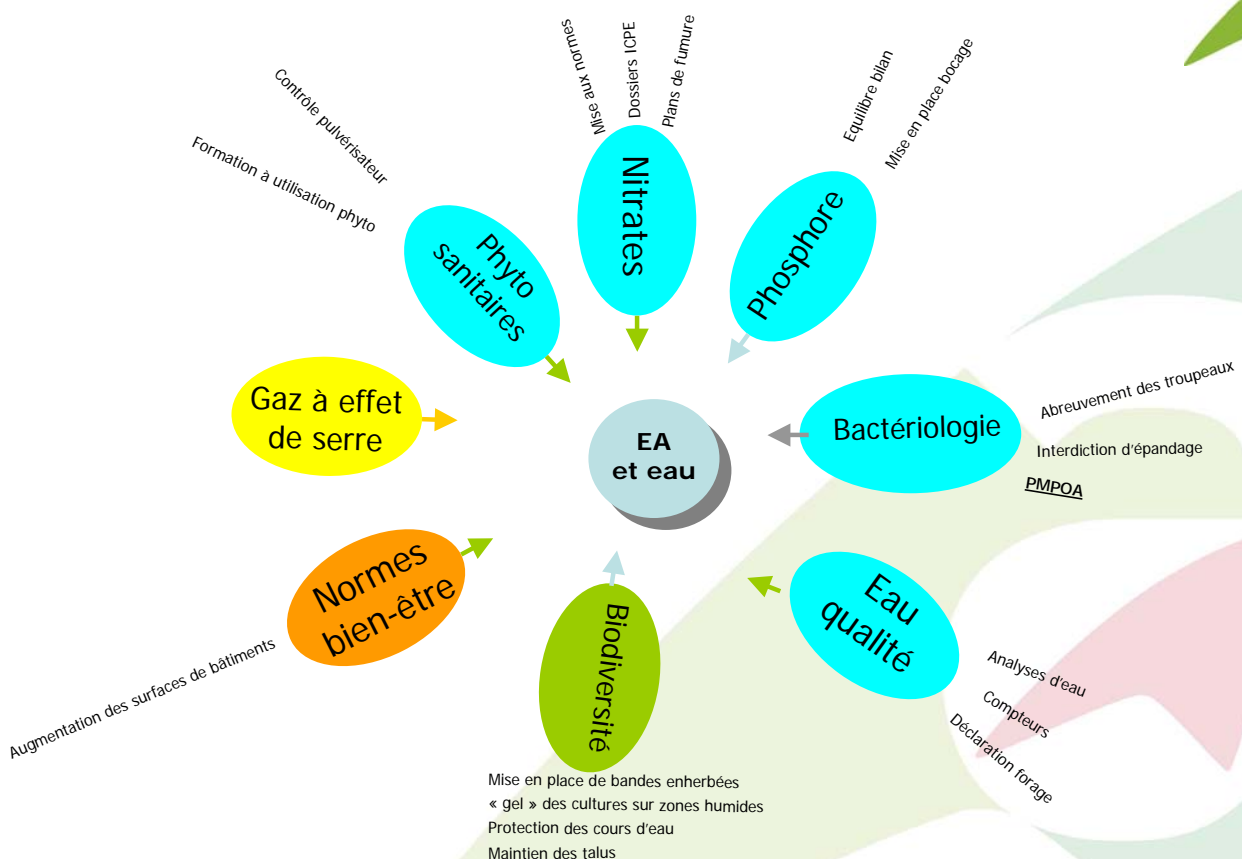 Mise aux normes
Dossiers ICPE
Plans de fumure
Nitrates
Equilibre bilan
Mise en place bocage
Phosphore
Contrôle pulvérisateur
Formation à utilisation phyto
Phyto
sanitaires
Gaz à effet
de serre
EA
et eau
Bactériologie
Abreuvement des troupeaux
Interdiction d'épandage
PMPOA
Normes
bien-être
Augmentation des surfaces de bâtiments
Biodiversité
Mise en place de bandes enherbées
« gel » des cultures sur zones humides
Protection des cours d'eau
Maintien des talus
Eau
qualité
Analyses d'eau
Compteurs
Déclaration forage